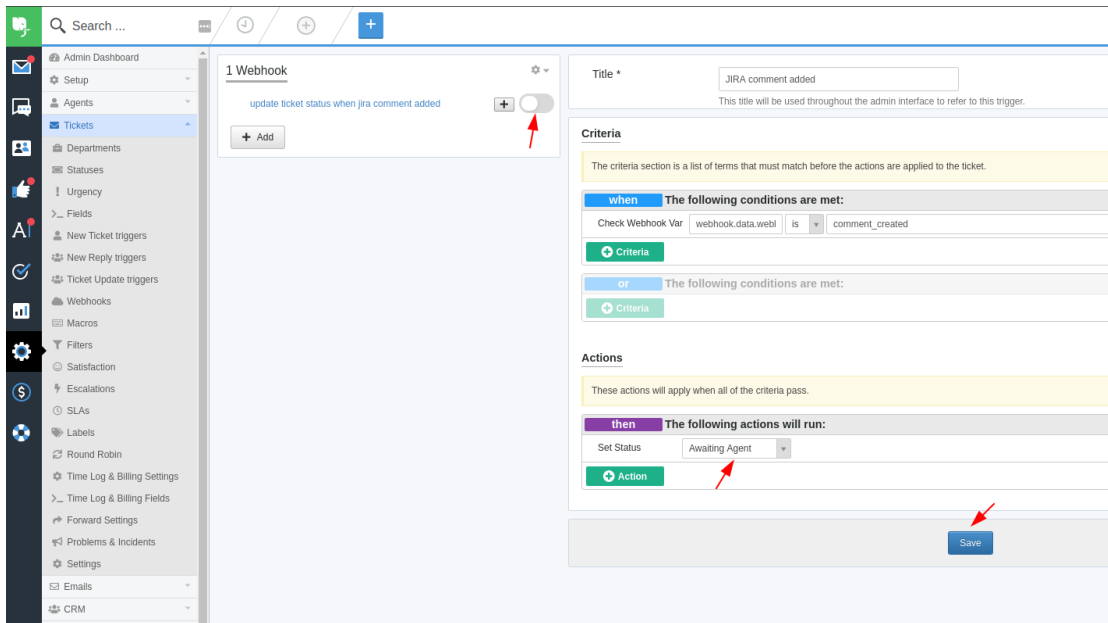 Search ...
Admin Dashboard
Setup
Agents
Tickets
Departments
Statuses
Urgency
Fields
New Ticket triggers
New Reply triggers
Ticket Update triggers
Webhooks
Macros
Filters
Satisfaction
Escalations
SLAs
Labels
Round Robin
Time Log & Billing Settings
Time Log & Billing Fields
Forward Settings
Problems & Incidents
Settings
Emails
CRM
1 Webhook
update ticket status when jira comment added
Add
Title *
JIRA comment added
This title will be used throughout the admin interface to refer to this trigger.
Criteria
The criteria section is a list of terms that must match before the actions are applied to the ticket.
when The following conditions are met:
Check Webhook Var webhook.data.webl is comment_created
Criteria
or The following conditions are met:
Criteria
Actions
These actions will apply when all of the criteria pass.
then The following actions will run:
Set Status Awaiting Agent
Action
Save